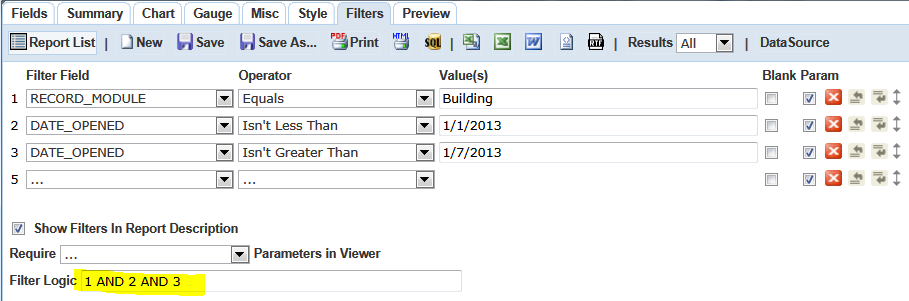 Fields Summary Chart Gauge Misc Style Filters Preview
Report List | New Save Save As... PDF Print HTML SQL | W RTF | Results All | DataSource
Filter Field Operator Value(s) Blank Param
1 RECORD_MODULE Equals Building
2 DATE_OPENED Isn't Less Than 1/1/2013
3 DATE_OPENED Isn't Greater Than 1/7/2013
5 ... ...
Show Filters In Report Description
Require ... Parameters in Viewer
Filter Logic 1 AND 2 AND 3